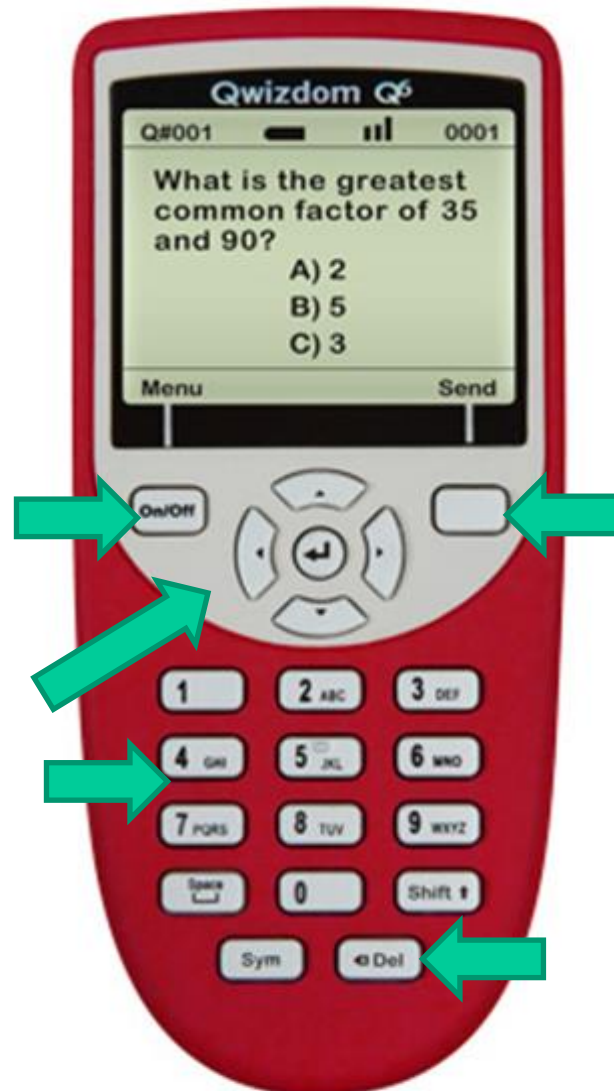 Qwizdom Q6
Q#001 0001
What is the greatest
common factor of 35
and 90?
A) 2
B) 5
C) 3
Menu Send
On/Off
1 2 ABC 3 DEF
4 GHI 5 JKL 6 MNO
7 PQRS 8 TUV 9 WXYZ
Space 0 Shift
Sym Del